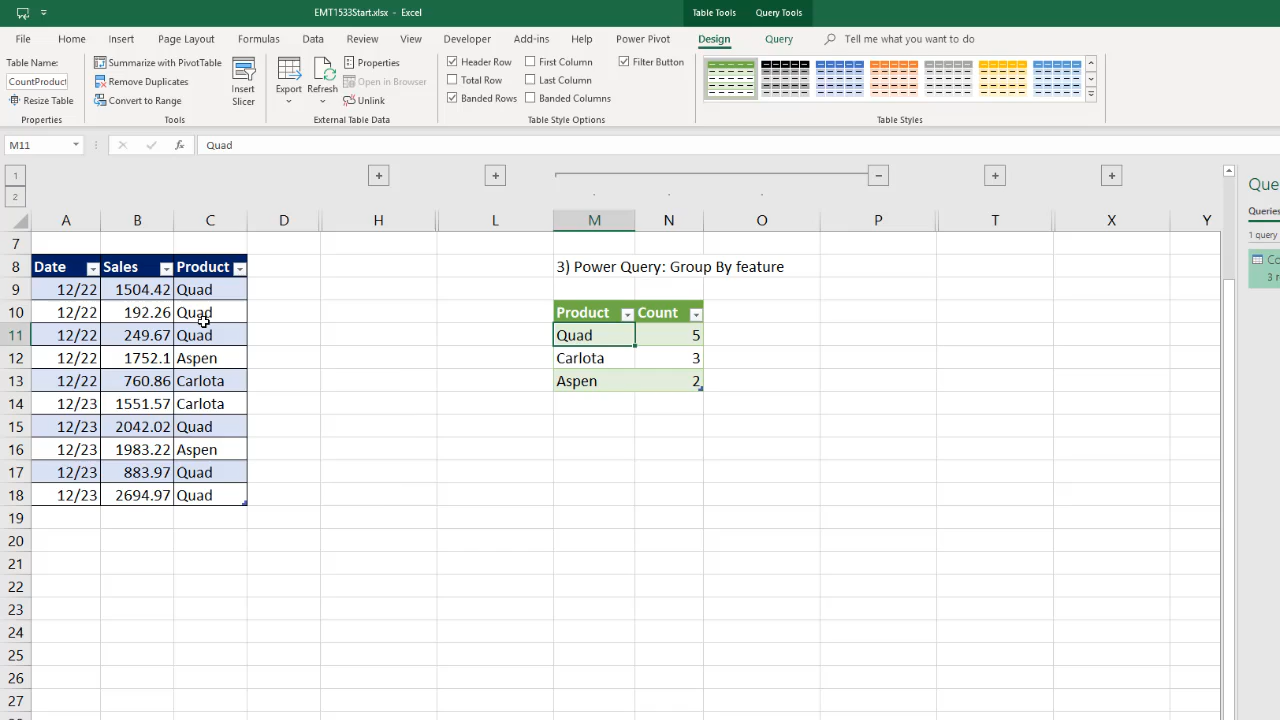 EMT1533Start.xlsx - Excel
Table Tools Query Tools
File Home Insert Page Layout Formulas Data Review View Developer Add-ins Help Power Pivot Design Query Tell me what you want to do
Table Name:
CountProduct
Resize Table
Properties
Summarize with PivotTable
Remove Duplicates
Convert to Range
Tools
Insert
Slicer
Export
Refresh
Properties
Open in Browser
Unlink
External Table Data
Header Row First Column Filter Button
Total Row Last Column
Banded Rows Banded Columns
Table Style Options
Table Styles
M11 fx Quad
1
2
A B C D H L M N O P T X Y
7
8 Date Sales Product 3) Power Query: Group By feature
9 12/22 1504.42 Quad
10 12/22 192.26 Quad Product Count
11 12/22 249.67 Quad Quad 5
12 12/22 1752.1 Aspen Carlota 3
13 12/22 760.86 Carlota Aspen 2
14 12/23 1551.57 Carlota
15 12/23 2042.02 Quad
16 12/23 1983.22 Aspen
17 12/23 883.97 Quad
18 12/23 2694.97 Quad
19
20
21
22
23
24
25
26
27
Queries
1 query